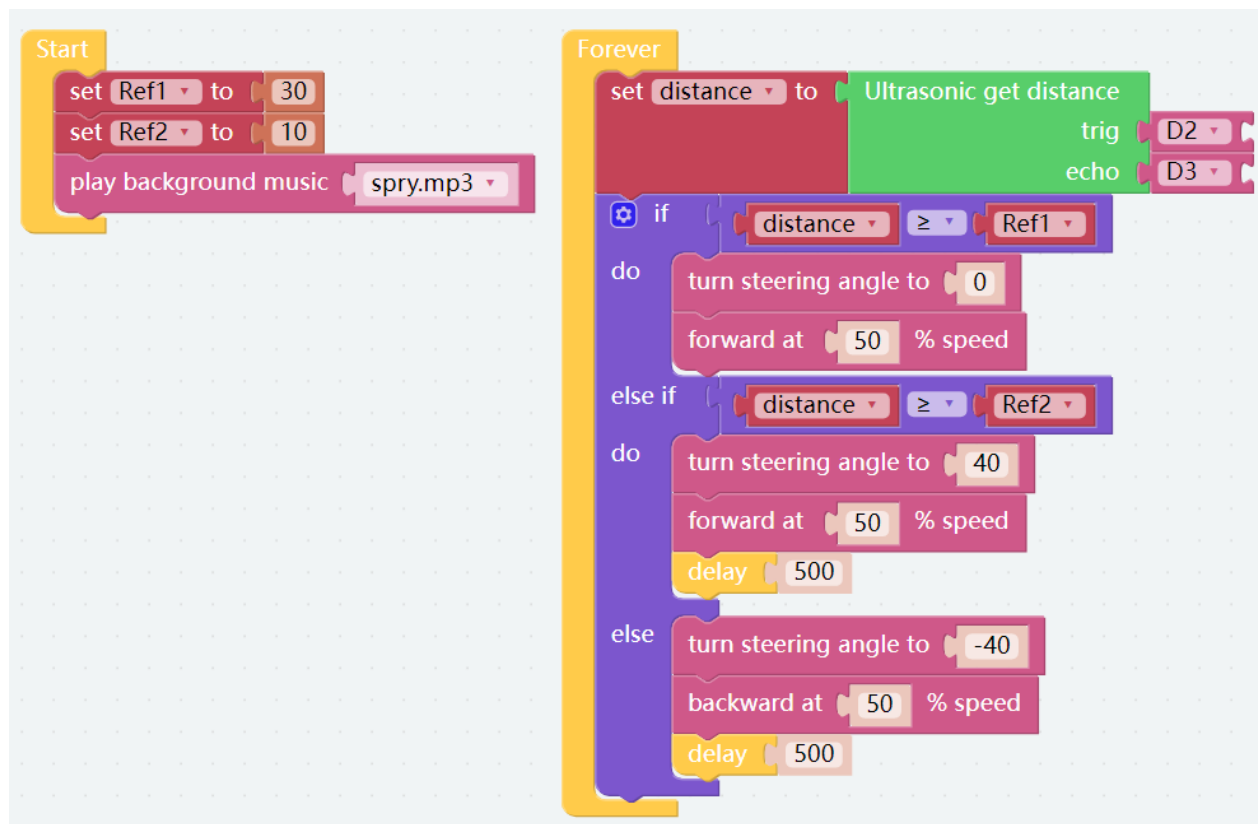 Start
set Ref1 to 30
set Ref2 to 10
play background music spry.mp3
Forever
set distance to Ultrasonic get distance
trig D2
echo D3
if distance ≥ Ref1
do turn steering angle to 0
forward at 50 % speed
else if distance ≥ Ref2
do turn steering angle to 40
forward at 50 % speed
delay 500
else turn steering angle to -40
backward at 50 % speed
delay 500